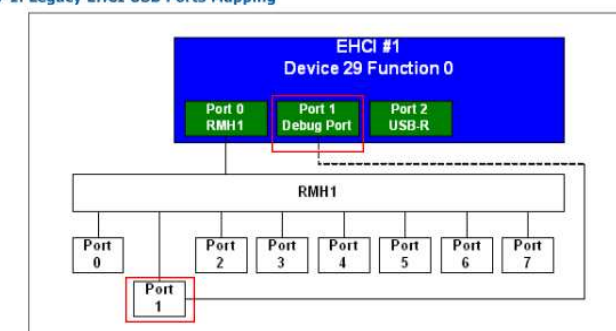 Legacy EHCI USB Ports Mapping
EHCI #1
Device 29 Function 0
Port 0
RMH1
Port 1
Debug Port
Port 2
USB-R
RMH1
Port
0
Port
2
Port
3
Port
4
Port
5
Port
6
Port
7
Port
1